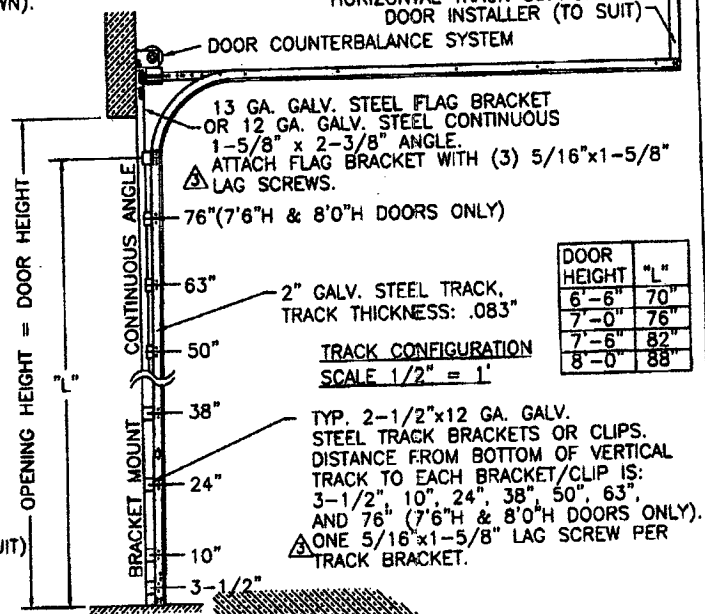 WN).
DOOR INSTALLER (TO SUIT)
DOOR COUNTERBALANCE SYSTEM
13 GA. GALV. STEEL FLAG BRACKET
OR 12 GA. GALV. STEEL CONTINUOUS
1-5/8" x 2-3/8" ANGLE.
ATTACH FLAG BRACKET WITH (3) 5/16"x1-5/8"
3 LAG SCREWS.
76"(7'6"H & 8'0"H DOORS ONLY)
63"
2" GALV. STEEL TRACK,
TRACK THICKNESS: .083"
50"
TRACK CONFIGURATION
SCALE 1/2" = 1'
DOOR HEIGHT "L"
6'-6" 70"
7'-0" 76"
7'-6" 82"
8'-0" 88"
OPENING HEIGHT = DOOR HEIGHT
"L"
CONTINUOUS ANGLE
BRACKET MOUNT
38"
24"
10"
3-1/2"
TYP. 2-1/2"x12 GA. GALV.
STEEL TRACK BRACKETS OR CLIPS.
DISTANCE FROM BOTTOM OF VERTICAL
TRACK TO EACH BRACKET/CLIP IS:
3-1/2", 10", 24", 38", 50", 63",
AND 76" (7'6"H & 8'0"H DOORS ONLY).
3 ONE 5/16"x1-5/8" LAG SCREW PER
TRACK BRACKET.
UIT)